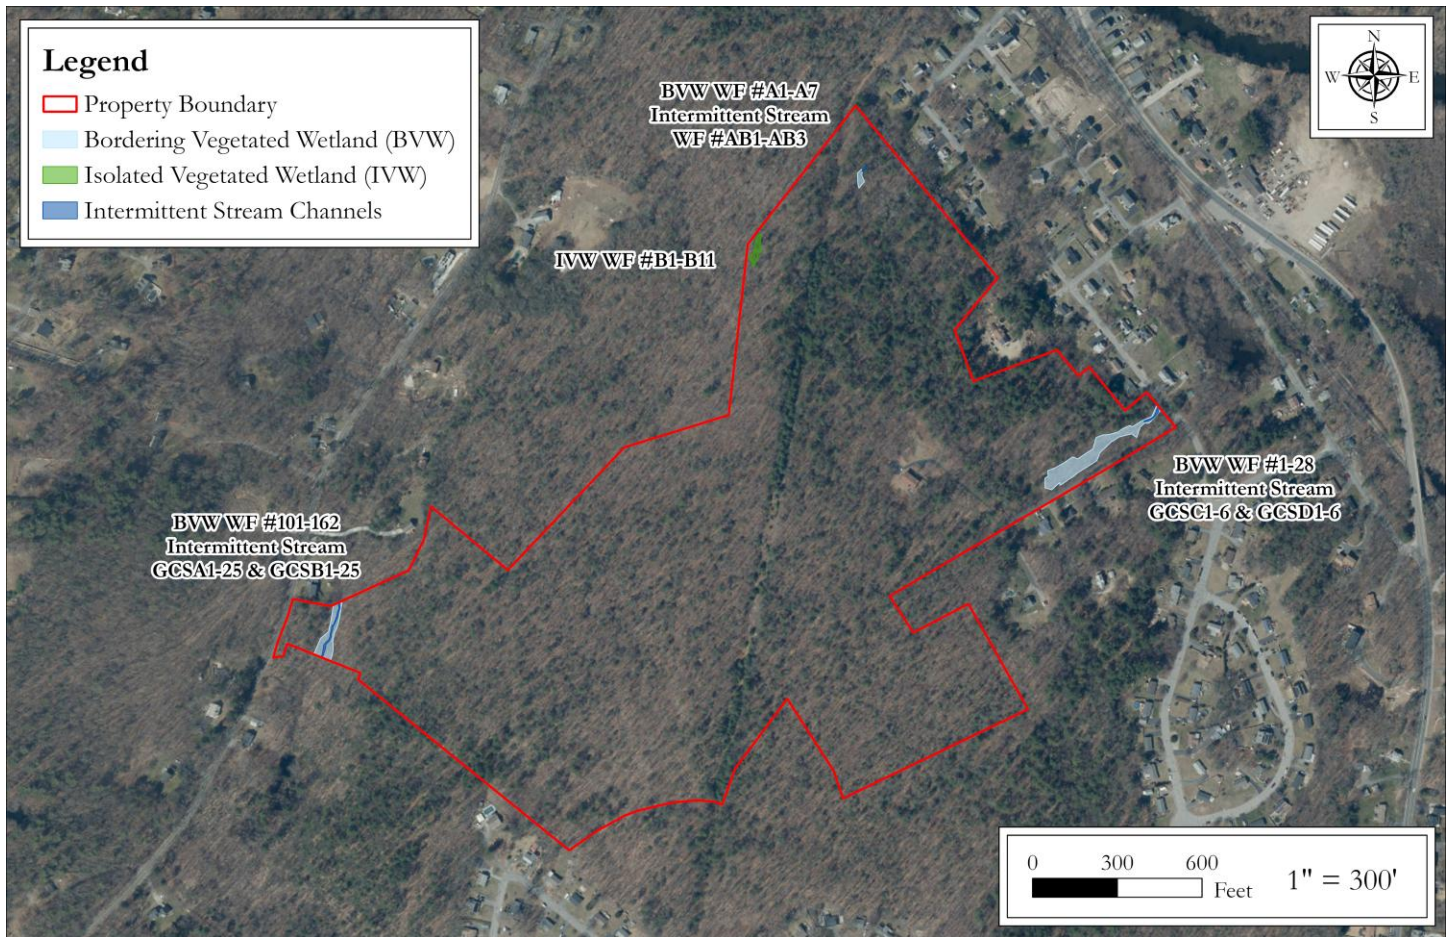 Legend
Property Boundary
Bordering Vegetated Wetland (BVW)
Isolated Vegetated Wetland (IVW)
Intermittent Stream Channels
BVW WF #A1-A7
Intermittent Stream
WF #AB1-AB3
N
W E
S
IVW WF #B1-B11
BVW WF #1-28
Intermittent Stream
GCSC1-6 & GCSD1-6
BVW WF #101-162
Intermittent Stream
GCSA1-25 & GCSB1-25
0 300 600
Feet
1" = 300'